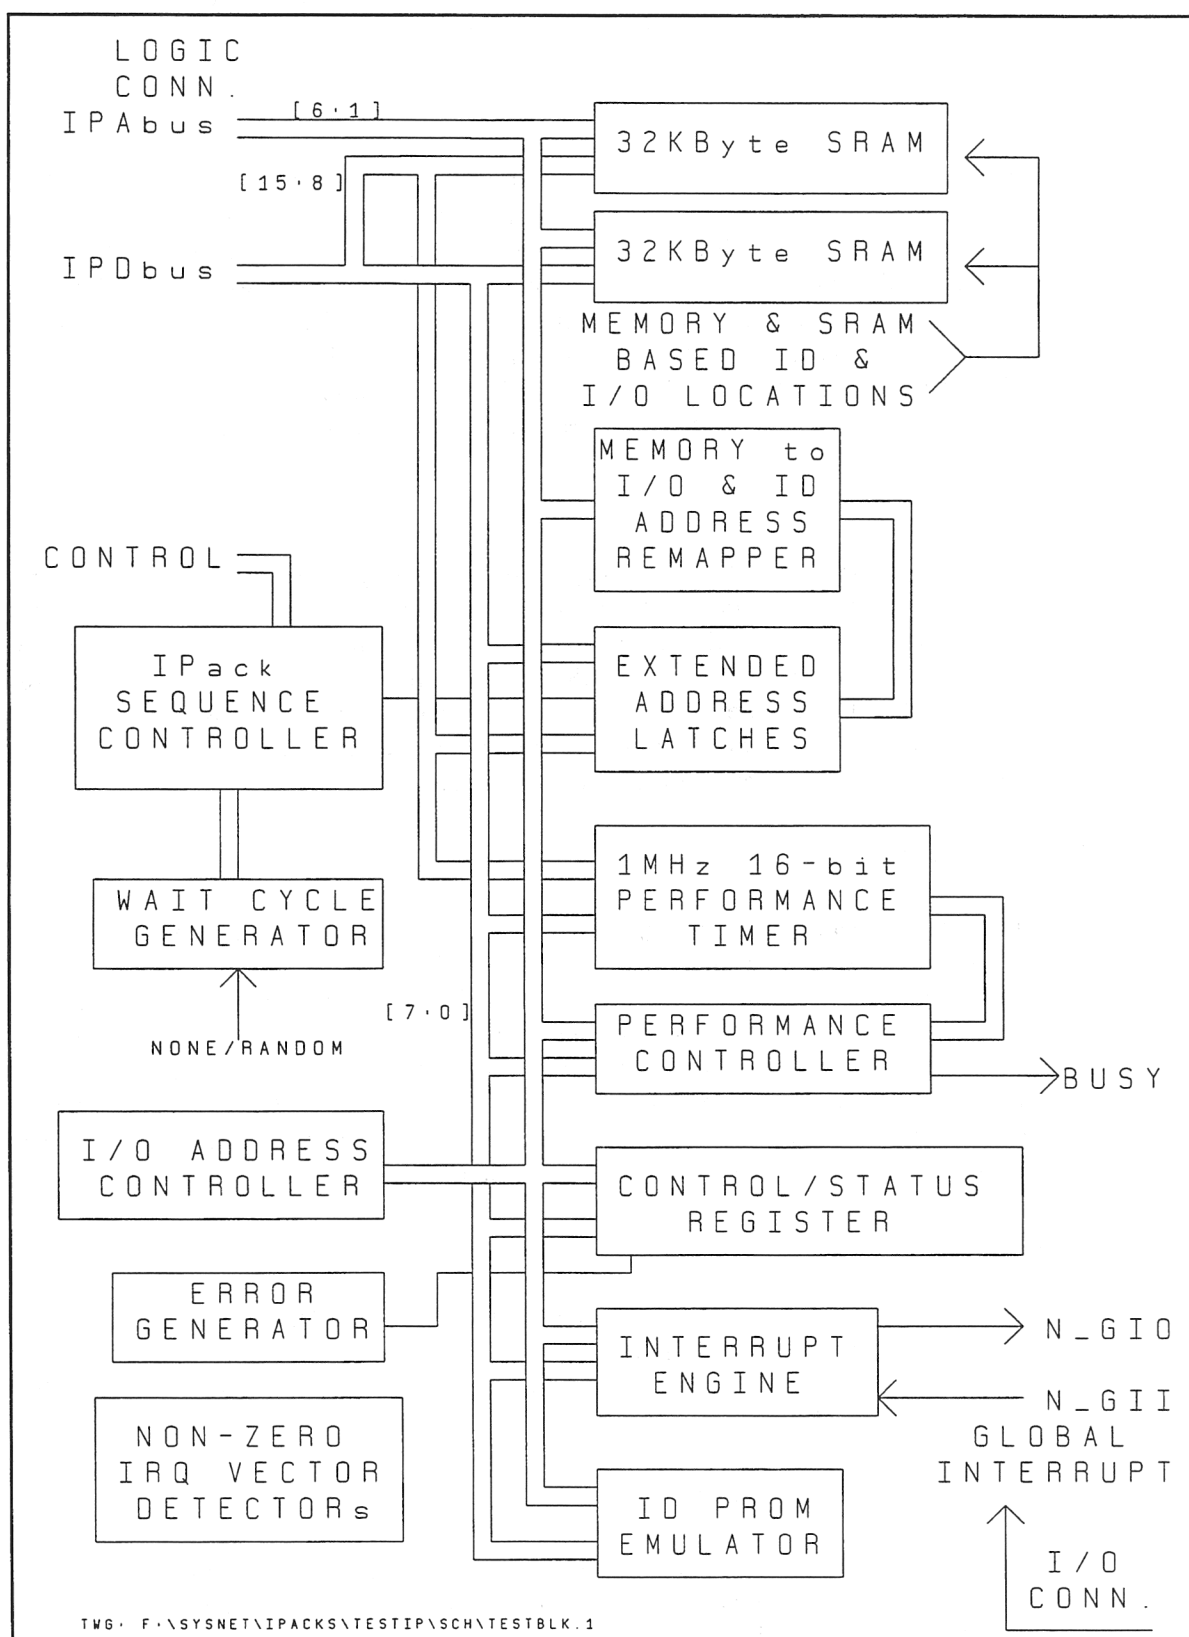 LOGIC
CONN.
IPAbus
[6·1]
[15·8]
IPDbus
32KByte SRAM
32KByte SRAM
MEMORY & SRAM
BASED ID &
I/O LOCATIONS
MEMORY to
I/O & ID
ADDRESS
REMAPPER
CONTROL
IPack
SEQUENCE
CONTROLLER
EXTENDED
ADDRESS
LATCHES
WAIT CYCLE
GENERATOR
NONE/RANDOM
1MHz 16-bit
PERFORMANCE
TIMER
[7·0]
PERFORMANCE
CONTROLLER
BUSY
I/O ADDRESS
CONTROLLER
CONTROL/STATUS
REGISTER
ERROR
GENERATOR
INTERRUPT
ENGINE
N_GIO
N_GII
GLOBAL
INTERRUPT
NON-ZERO
IRQ VECTOR
DETECTORs
ID PROM
EMULATOR
I/O
CONN.
TWG· F·\SYSNET\IPACKS\TESTIP\SCH\TESTBLK.1